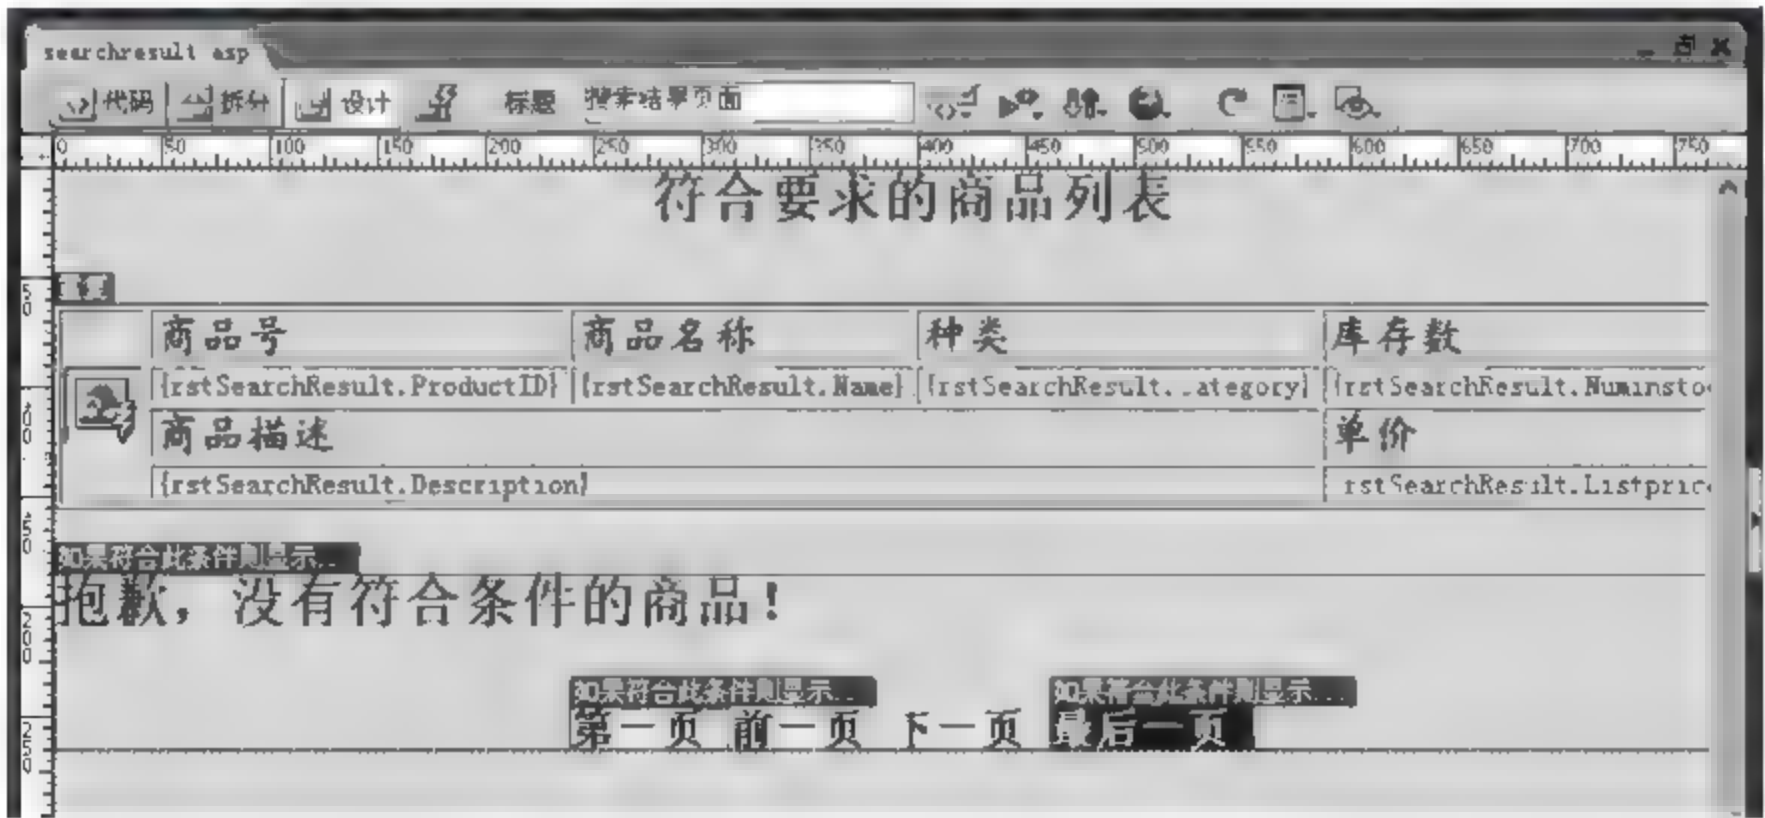 searchresult asp
代码 拆分 设计 标题 搜索结果页面
0 50 100 150 200 250 300 350 400 450 500 550 600 650 700 750
符合要求的商品列表
商品号 商品名称 种类 库存数
{rstSearchResult.ProductID} {rstSearchResult.Name} {rstSearchResult..ategory} {rstSearchResult.Numinsto
商品描述 单价
{rstSearchResult.Description} rstSearchResult.Listpric
如果符合此条件则显示...
抱歉，没有符合条件的商品！
如果符合此条件则显示... 如果符合此条件则显示...
第一页 前一页 下一页 最后一页